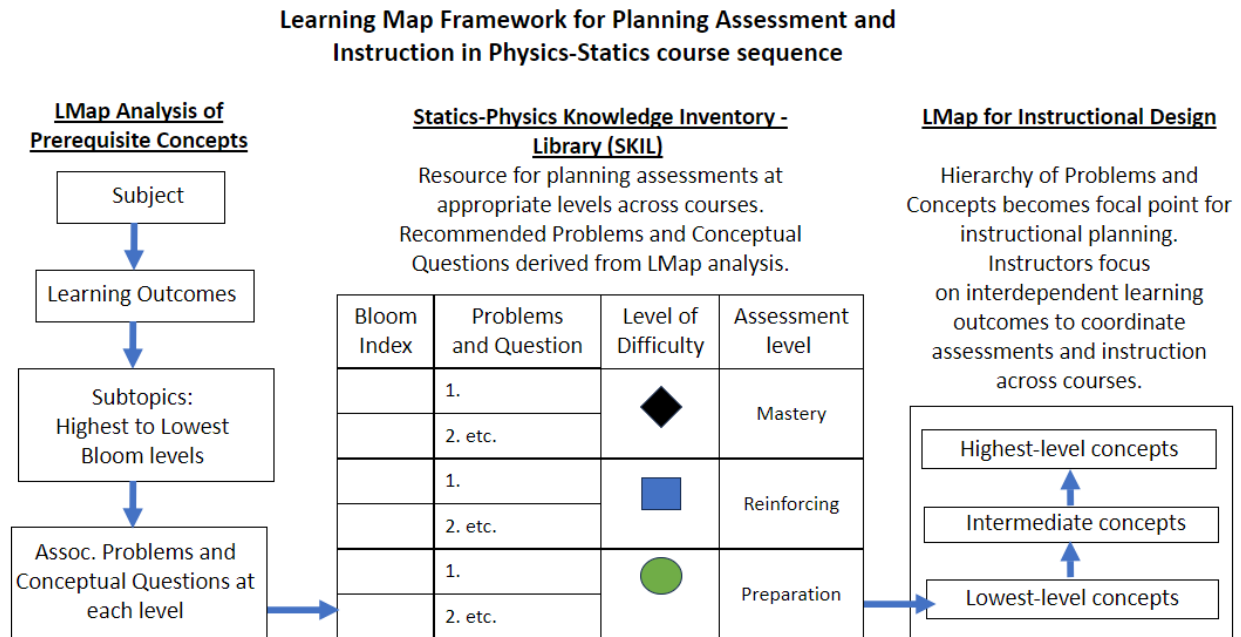 Learning Map Framework for Planning Assessment and
Instruction in Physics-Statics course sequence
LMap Analysis of
Prerequisite Concepts
Subject
Learning Outcomes
Subtopics:
Highest to Lowest
Bloom levels
Assoc. Problems and
Conceptual Questions at
each level
Statics-Physics Knowledge Inventory -
Library (SKIL)
Resource for planning assessments at
appropriate levels across courses.
Recommended Problems and Conceptual
Questions derived from LMap analysis.
Bloom
Index
Problems
and Question
Level of
Difficulty
Assessment
level
1.
2. etc.
Mastery
1.
2. etc.
Reinforcing
1.
2. etc.
Preparation
LMap for Instructional Design
Hierarchy of Problems and
Concepts becomes focal point for
instructional planning.
Instructors focus
on interdependent learning
outcomes to coordinate
assessments and instruction
across courses.
Highest-level concepts
Intermediate concepts
Lowest-level concepts